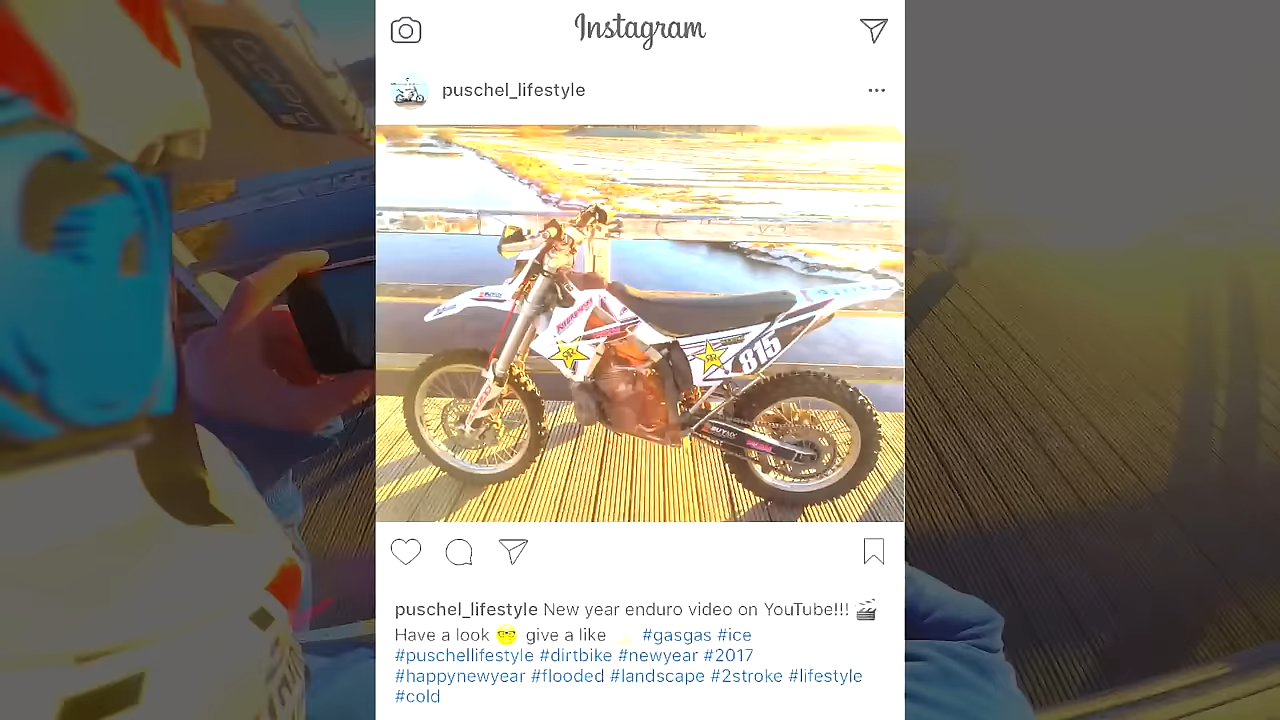 Instagram
GoPro
puschel_lifestyle
815
puschel_lifestyle New year enduro video on YouTube!!! 🎬
Have a look 🤓 give a like #gasgas #ice
#puschellifestyle #dirtbike #newyear #2017
#happynewyear #flooded #landscape #2stroke #lifestyle
#cold